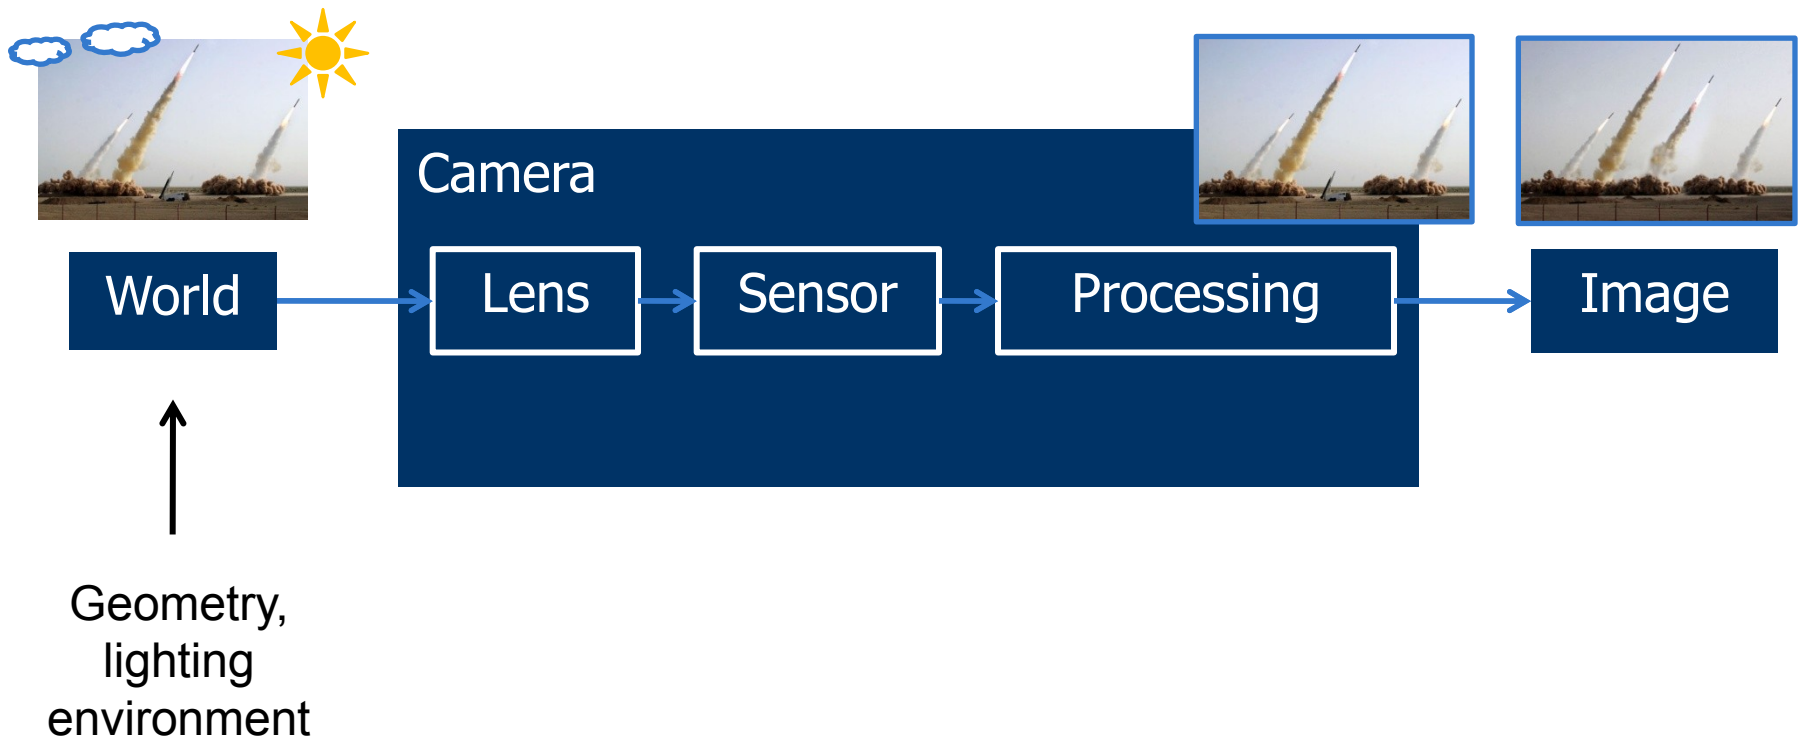 Camera
World
Lens
Sensor
Processing
Image
Geometry,
lighting
environment